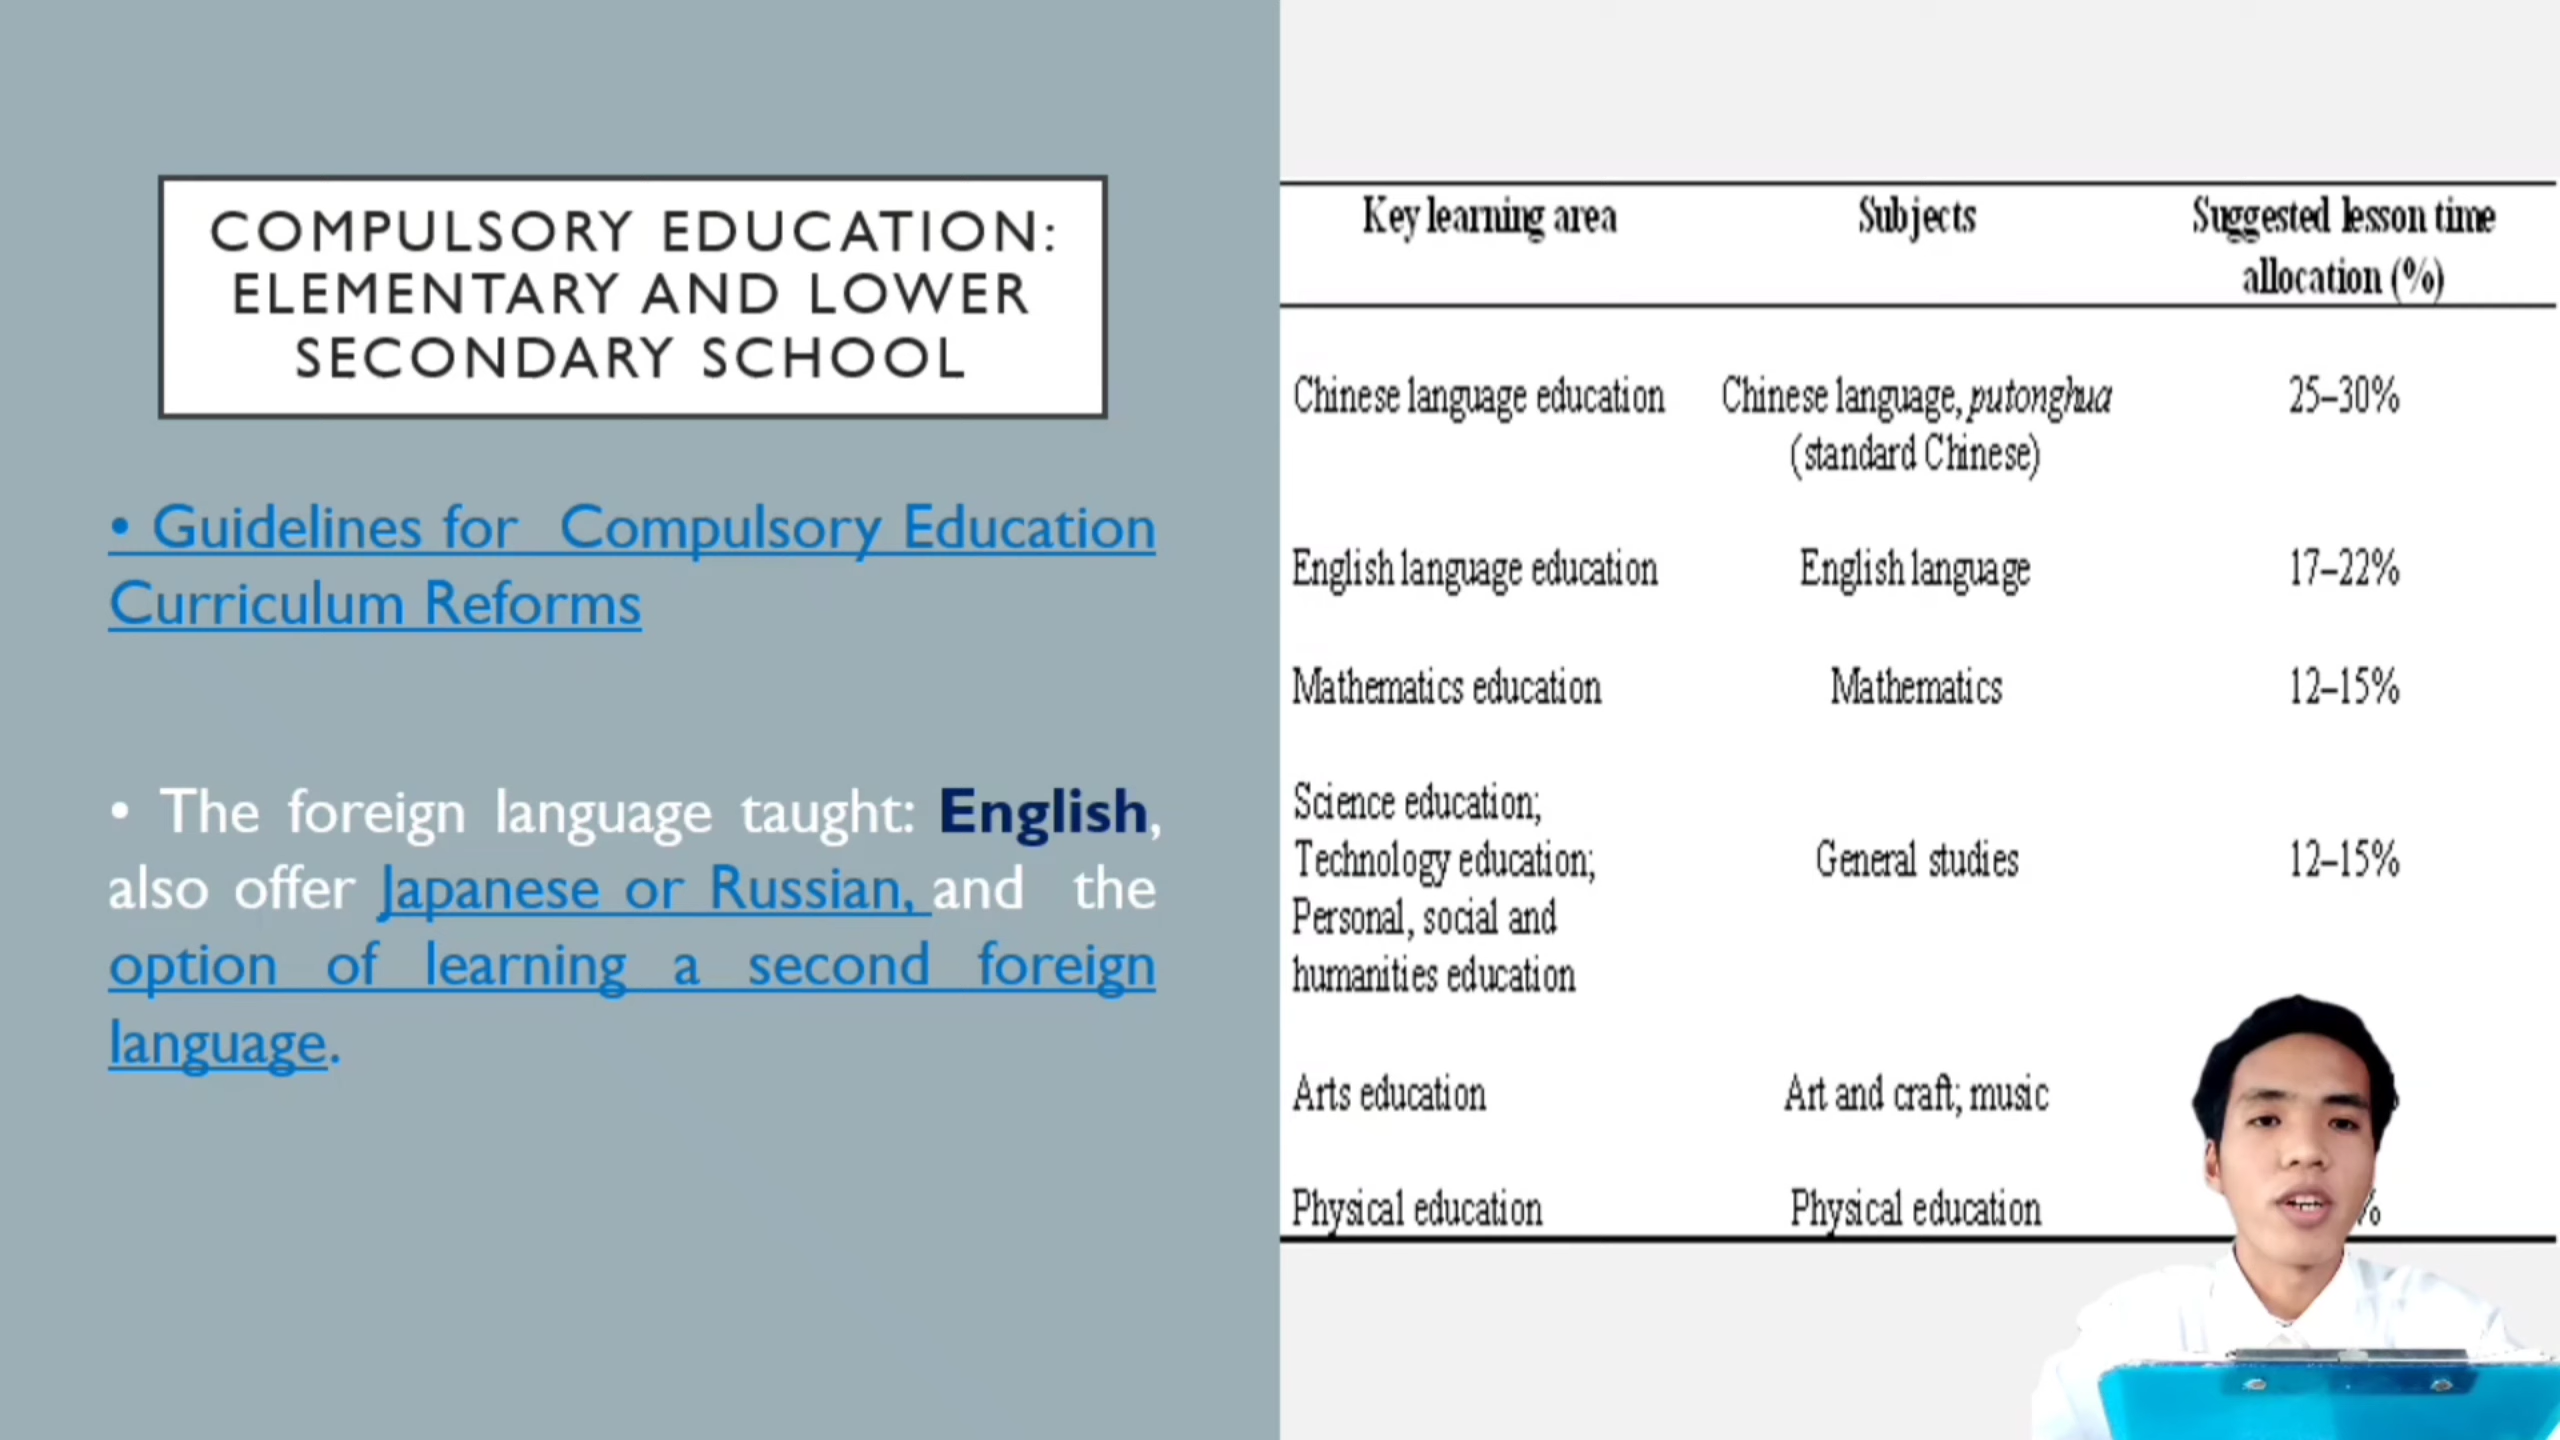 COMPULSORY EDUCATION:
ELEMENTARY AND LOWER
SECONDARY SCHOOL
• Guidelines for Compulsory Education
Curriculum Reforms
• The foreign language taught: English,
also offer Japanese or Russian, and the
option of learning a second foreign
language.
Key learning area Subjects Suggested lesson time
allocation (%)
Chinese language education Chinese language, putonghua 25–30%
(standard Chinese)
English language education English language 17–22%
Mathematics education Mathematics 12–15%
Science education;
Technology education; General studies 12–15%
Personal, social and
humanities education
Arts education Art and craft; music
Physical education Physical education